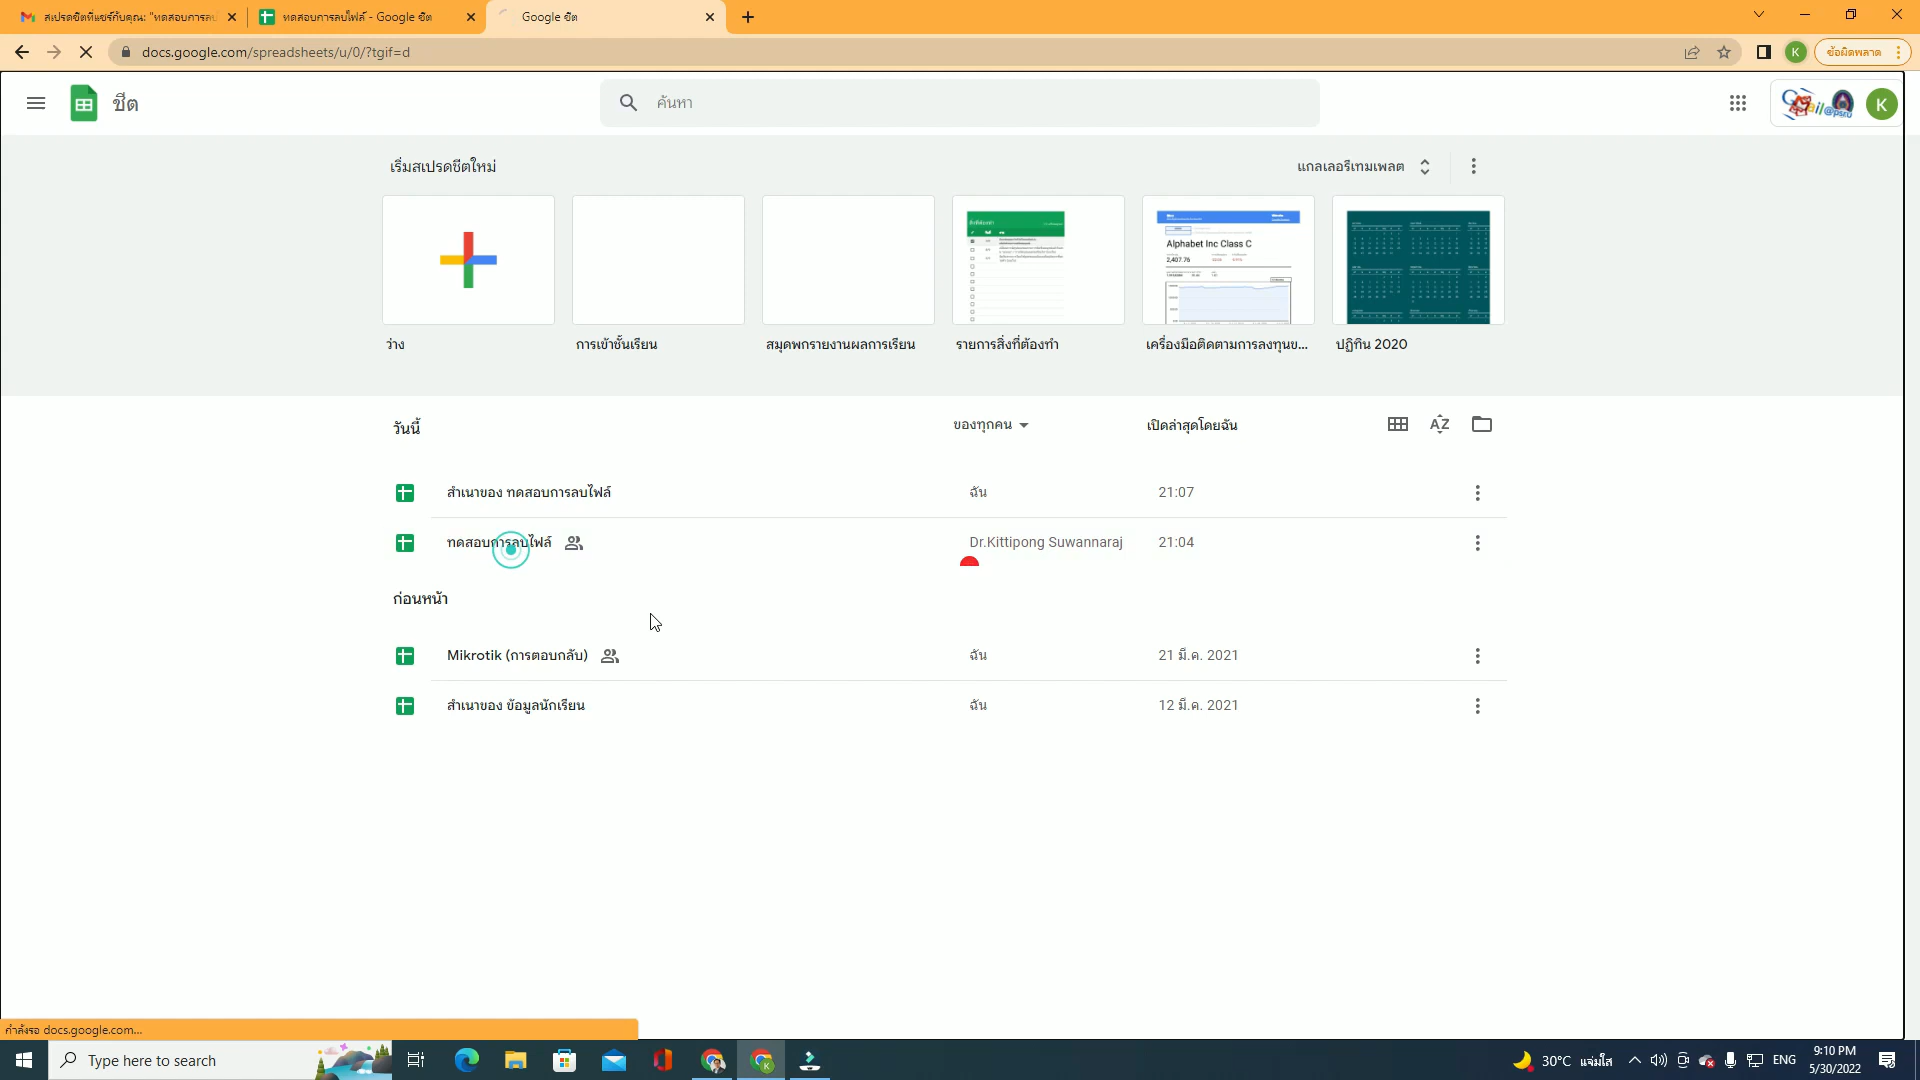 สเปรดชีตที่แชร์กับคุณ: "ทดสอบการลบ
ทดสอบการลบไฟล์ - Google ชีต
Google ชีต
docs.google.com/spreadsheets/u/0/?tgif=d
K
ข้อผิดพลาด
ชีต
ค้นหา
Gmail@psru
K
เริ่มสเปรดชีตใหม่
แกลเลอรีเทมเพลต
Alphabet Inc Class C
2,407.76
ว่าง
การเข้าชั้นเรียน
สมุดพกรายงานผลการเรียน
รายการสิ่งที่ต้องทำ
เครื่องมือติดตามการลงทุนข...
ปฏิทิน 2020
วันนี้
ของทุกคน
เปิดล่าสุดโดยฉัน
AZ
สำเนาของ ทดสอบการลบไฟล์
ฉัน
21:07
ทดสอบการลบไฟล์
Dr.Kittipong Suwannaraj
21:04
ก่อนหน้า
Mikrotik (การตอบกลับ)
ฉัน
21 มี.ค. 2021
สำเนาของ ข้อมูลนักเรียน
ฉัน
12 มี.ค. 2021
กำลังรอ docs.google.com...
Type here to search
30°C แจ่มใส
ENG
9:10 PM
5/30/2022